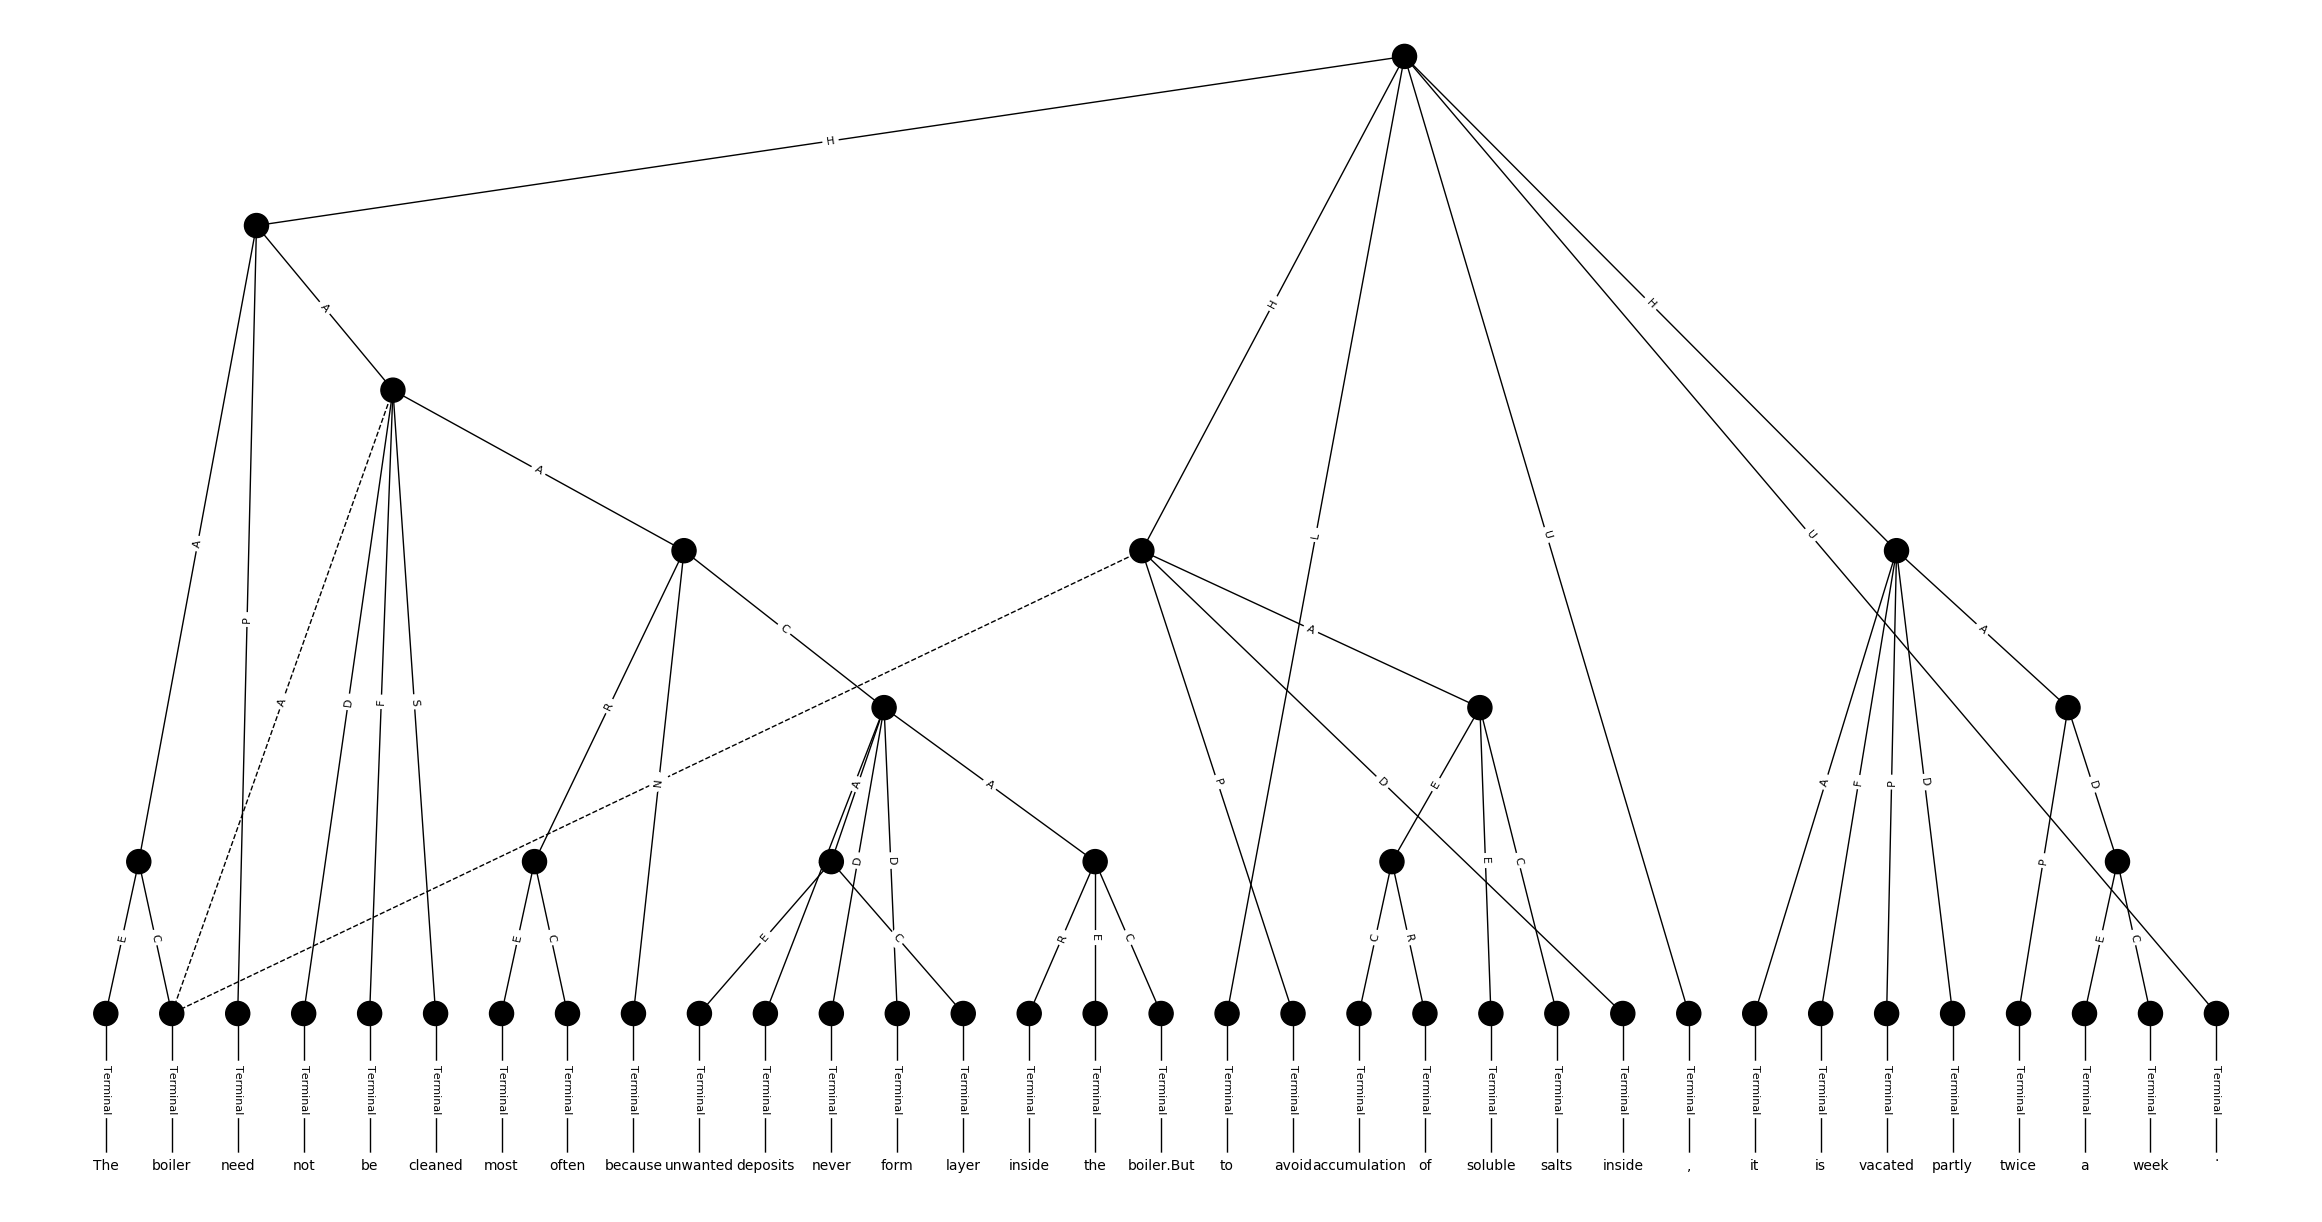 H
A
H
H
A
A
L
U
U
A
P
C
A
A
A
D
F
S
R
N
A
A
P
D
E
A
F
P
D
D
D
D
E
C
P
E
C
E
C
E
C
R
E
C
C
R
E
C
Terminal Terminal Terminal Terminal Terminal Terminal Terminal Terminal Terminal Terminal Terminal Terminal Terminal Terminal Terminal Terminal Terminal Terminal Terminal Terminal Terminal Terminal Terminal Terminal Terminal Terminal Terminal Terminal Terminal Terminal Terminal Terminal Terminal
The boiler need not be cleaned most often because unwanted deposits never form layer inside the boiler.But to avoid accumulation of soluble salts inside , it is vacated partly twice a week .